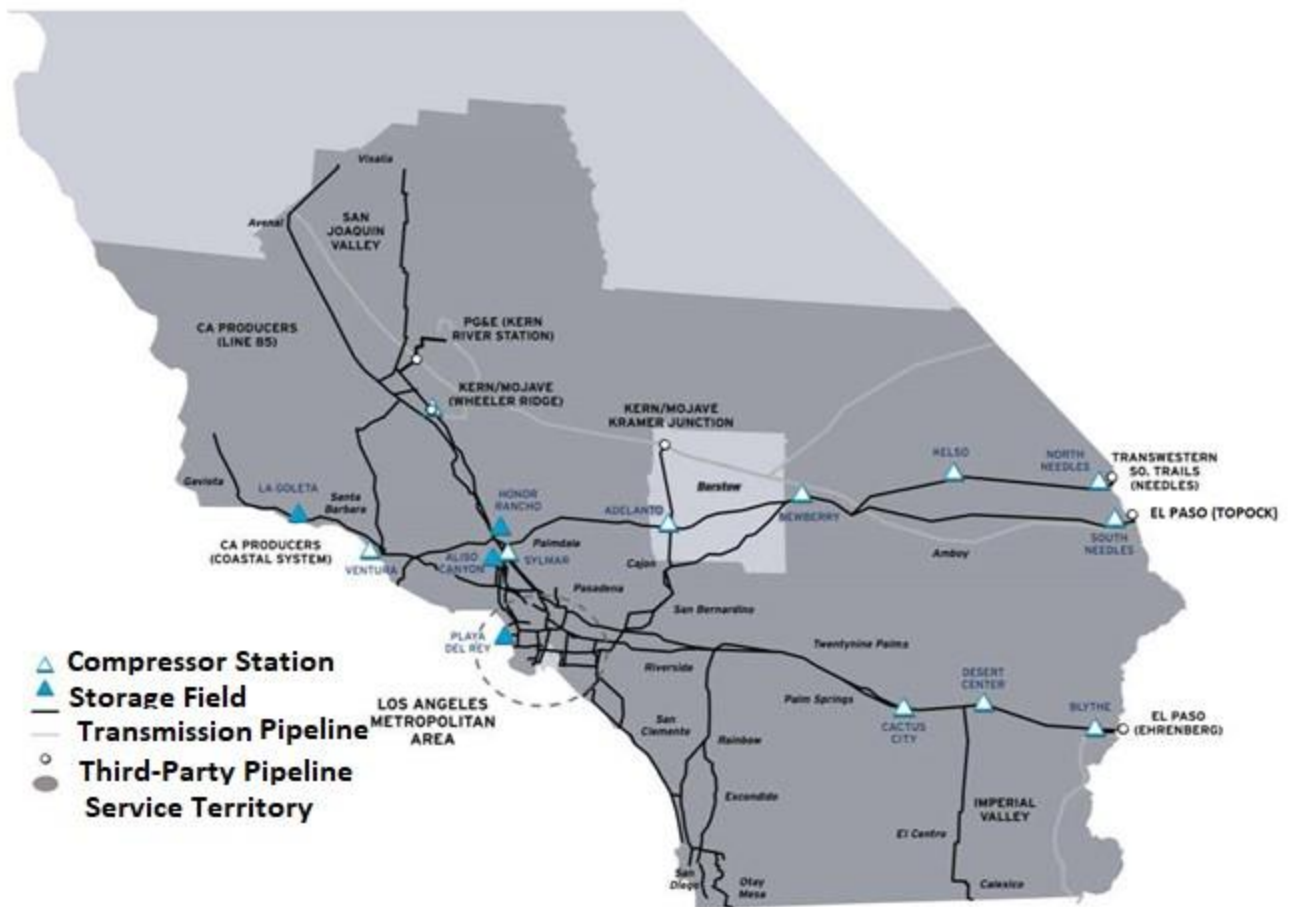 Visalia
Avenal
SAN
JOAQUIN
VALLEY
CA PRODUCERS
(LINE 85)
PG&E (KERN
RIVER STATION)
KERN/MOJAVE
(WHEELER RIDGE)
KERN/MOJAVE
KRAMER JUNCTION
KELSO
NORTH
NEEDLES
TRANSWESTERN
SO. TRAILS
(NEEDLES)
Gaviota
LA GOLETA
Santa
Barbara
HONOR
RANCHO
ADELANTO
Barstow
NEWBERRY
EL PASO (TOPOCK)
SOUTH
NEEDLES
CA PRODUCERS
(COASTAL SYSTEM)
VENTURA
ALISO
CANYON
SYLMAR
Palmdale
Cajon
Amboy
Pasadena
San Bernardino
PLAYA
DEL REY
Twentynine Palms
Riverside
LOS ANGELES
METROPOLITAN
AREA
Palm Springs
DESERT
CENTER
CACTUS
CITY
BLYTHE
EL PASO
(EHRENBERG)
San
Clemente
Rainbow
Escondido
IMPERIAL
VALLEY
El Centro
San
Diego
Otay
Mesa
Calexico
Compressor Station
Storage Field
Transmission Pipeline
Third-Party Pipeline
Service Territory